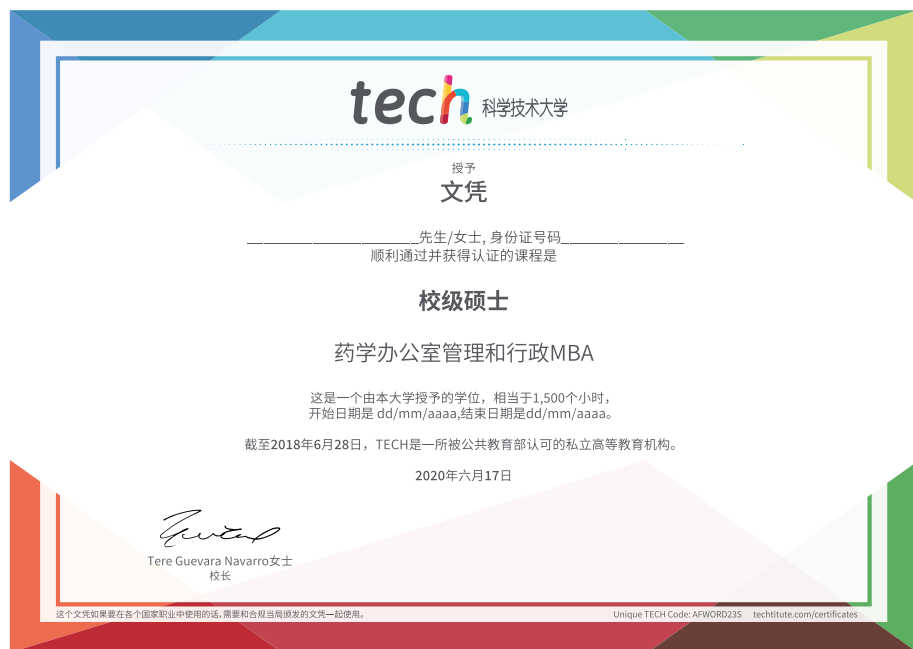 tech 科学技术大学
授予
文凭
______________________先生/女士, 身份证号码________________
顺利通过并获得认证的课程是
校级硕士
药学办公室管理和行政MBA
这是一个由本大学授予的学位，相当于1,500个小时，
开始日期是 dd/mm/aaaa,结束日期是dd/mm/aaaa。
截至2018年6月28日，TECH是一所被公共教育部认可的私立高等教育机构。
2020年六月17日
Tere Guevara Navarro女士
校长
这个文凭如果要在各个国家职业中使用的话,需要和合规当局颁发的文凭一起使用。
Unique TECH Code: AFWORD23S techtitute.com/certificates